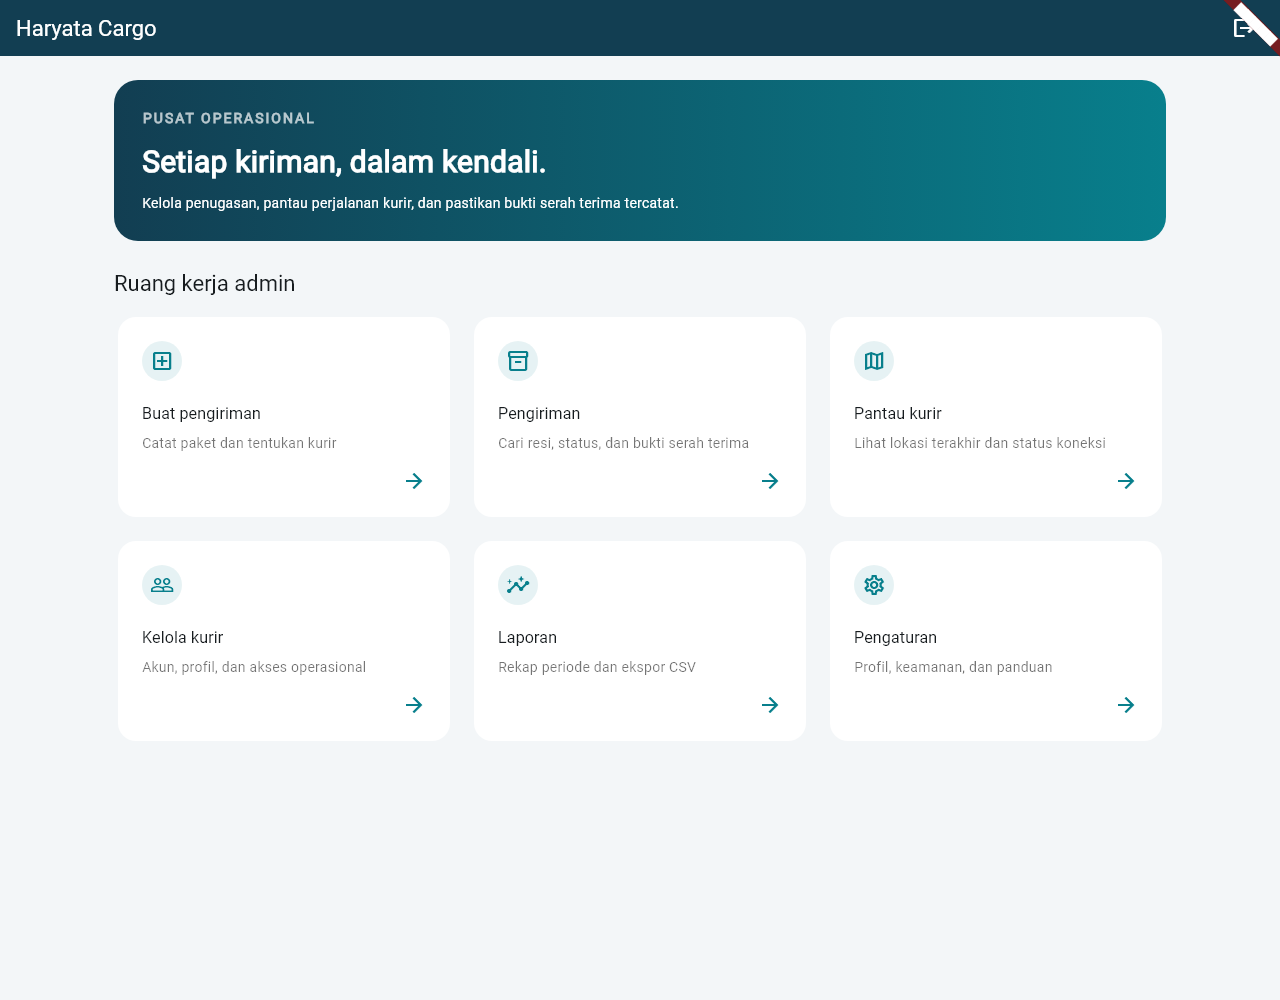 Haryata Cargo
PUSAT OPERASIONAL
Setiap kiriman, dalam kendali.
Kelola penugasan, pantau perjalanan kurir, dan pastikan bukti serah terima tercatat.
Ruang kerja admin
Buat pengiriman
Catat paket dan tentukan kurir
Pengiriman
Cari resi, status, dan bukti serah terima
Pantau kurir
Lihat lokasi terakhir dan status koneksi
Kelola kurir
Akun, profil, dan akses operasional
Laporan
Rekap periode dan ekspor CSV
Pengaturan
Profil, keamanan, dan panduan